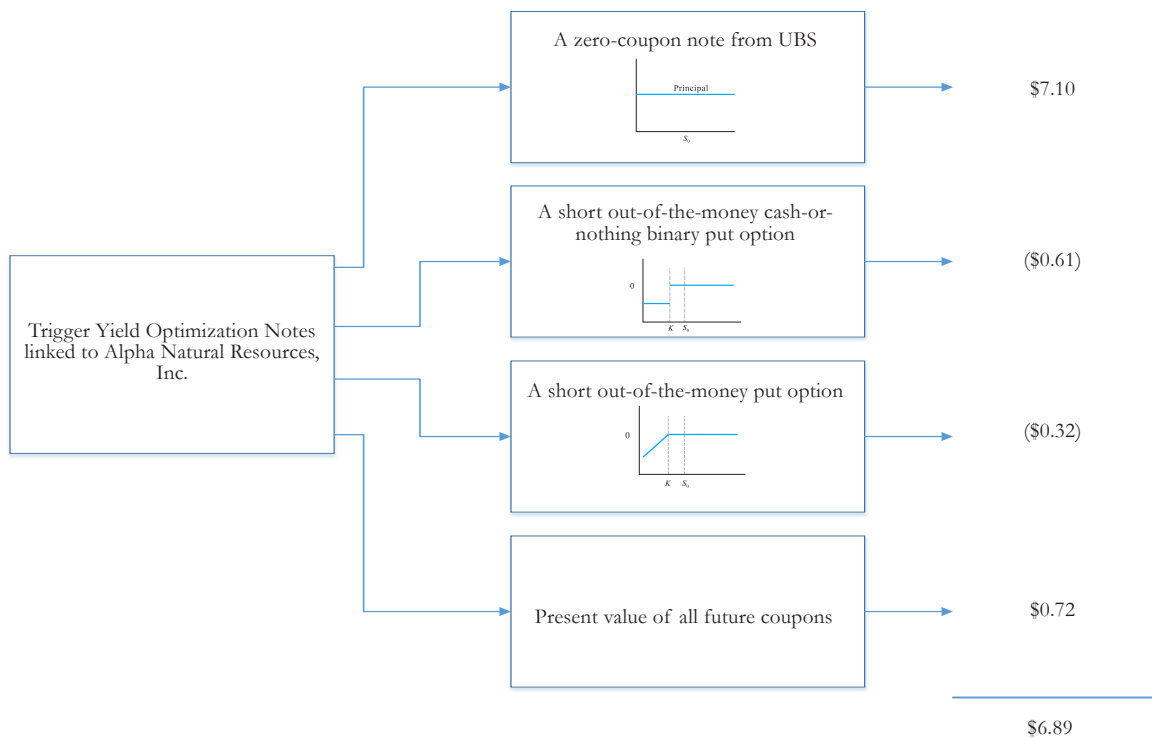 A zero-coupon note from UBS
Principal
S₀
$7.10
A short out-of-the-money cash-or-
nothing binary put option
0
K S₀
($0.61)
Trigger Yield Optimization Notes
linked to Alpha Natural Resources,
Inc.
A short out-of-the-money put option
0
K S₀
($0.32)
Present value of all future coupons
$0.72
$6.89